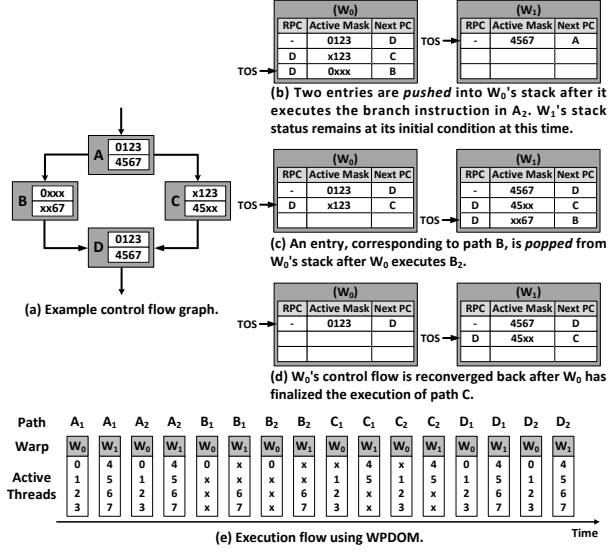 (W0) (W1)
RPC Active Mask Next PC RPC Active Mask Next PC
- 0123 D - 4567 A
D x123 C
TOS D 0xxx B
(b) Two entries are pushed into W0's stack after it
executes the branch instruction in A2. W1's stack
status remains at its initial condition at this time.
A 0123
4567
B 0xxx
xx67
C x123
45xx
D 0123
4567
(a) Example control flow graph.
(W0) (W1)
RPC Active Mask Next PC RPC Active Mask Next PC
- 0123 D - 4567 D
TOS D x123 C D 45xx C
TOS D xx67 B
(c) An entry, corresponding to path B, is popped from
W0's stack after W0 executes B2.
(W0) (W1)
RPC Active Mask Next PC RPC Active Mask Next PC
TOS - 0123 D - 4567 D
TOS D 45xx C
(d) W0's control flow is reconverged back after W0 has
finalized the execution of path C.
Path A1 A1 A2 A2 B1 B1 B2 B2 C1 C1 C2 C2 D1 D1 D2 D2
Warp W0 W1 W0 W1 W0 W1 W0 W1 W0 W1 W0 W1 W0 W1 W0 W1
Active Threads
0 4 0 4 0 x 0 x x 4 x 4 0 4 0 4
1 5 1 5 x x x x 1 5 1 5 1 5 1 5
2 6 2 6 x 6 x 6 2 x 2 x 2 6 2 6
3 7 3 7 x 7 x 7 3 x 3 x 3 7 3 7
(e) Execution flow using WPDOM.
Time